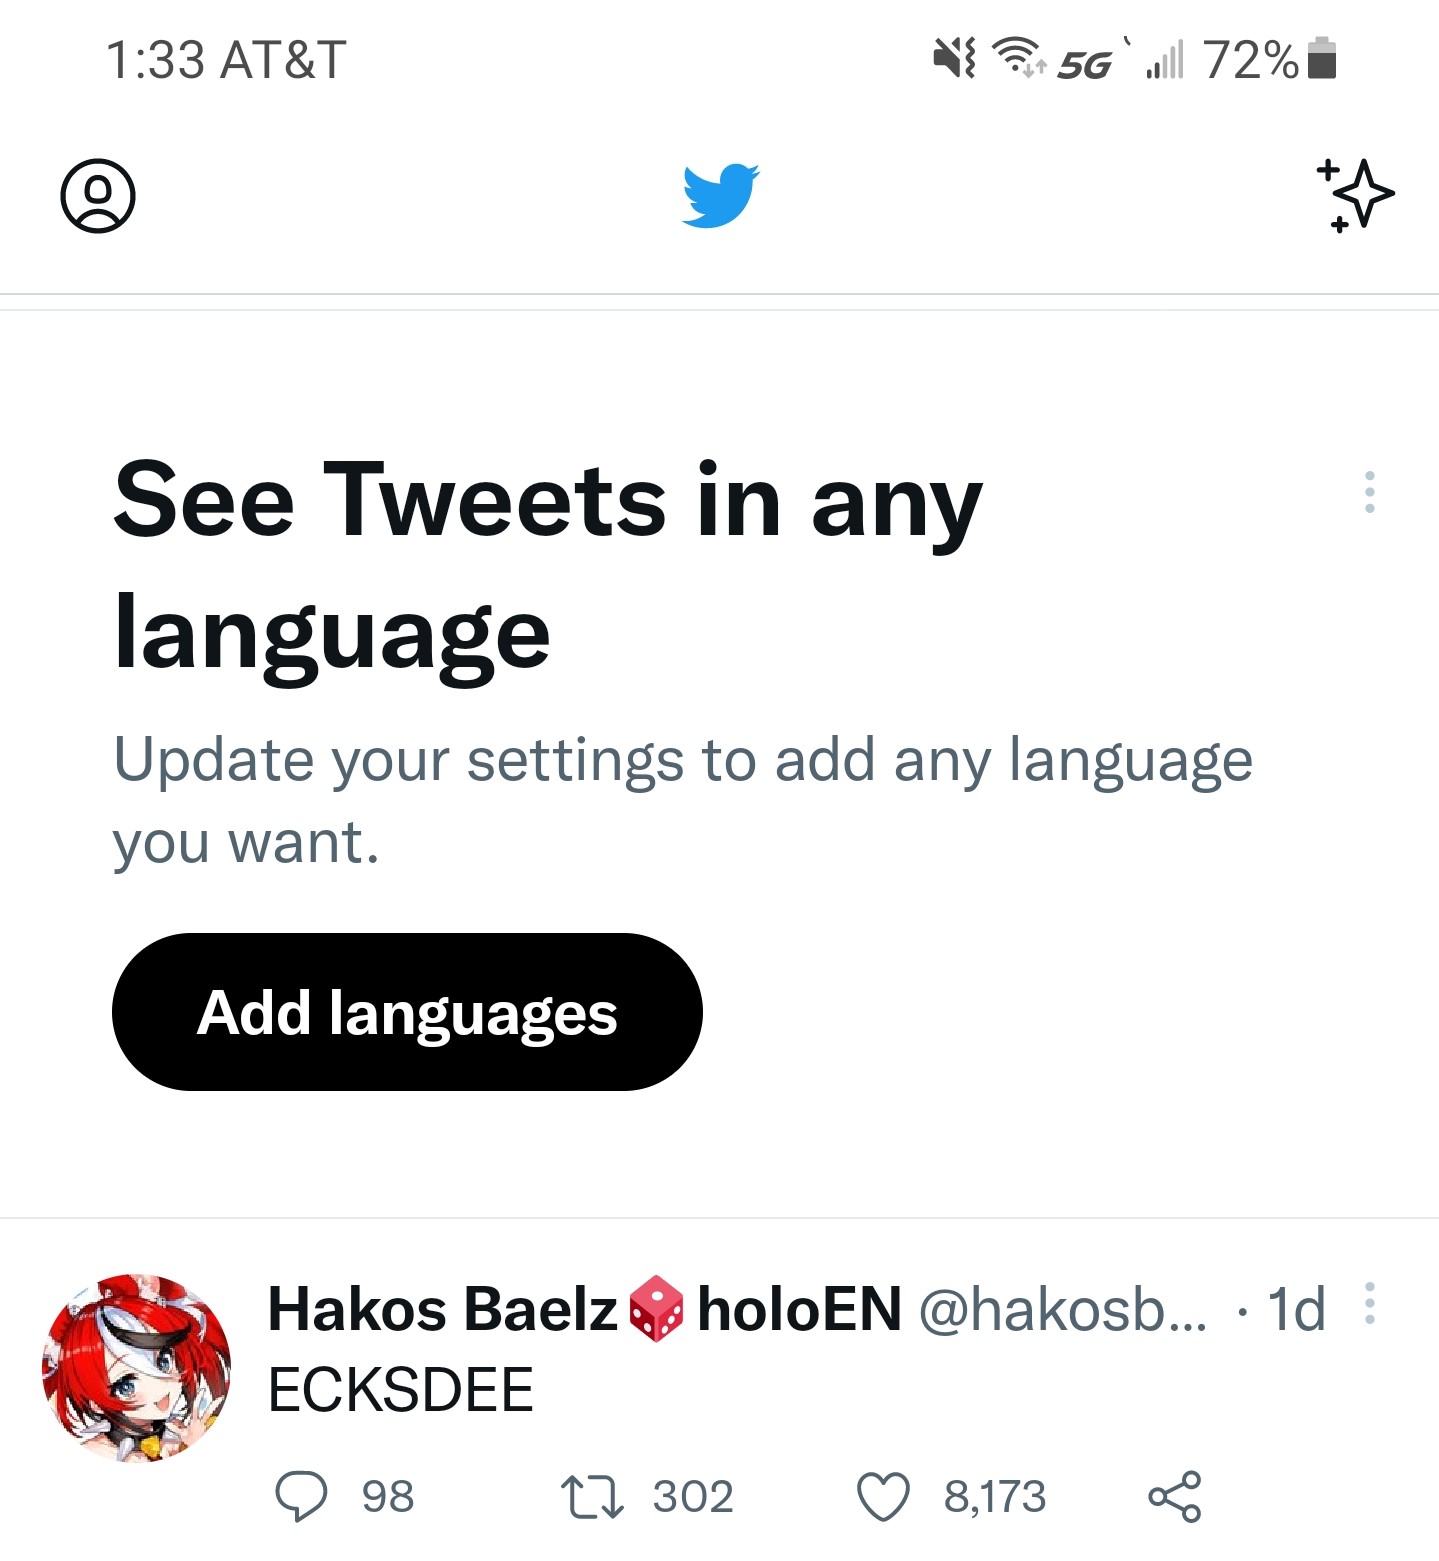 1:33 AT&T 5G 72%
See Tweets in any
language
Update your settings to add any language
you want.
Add languages
Hakos Baelz🎲holoEN @hakosb... · 1d
ECKSDEE
98 302 8,173